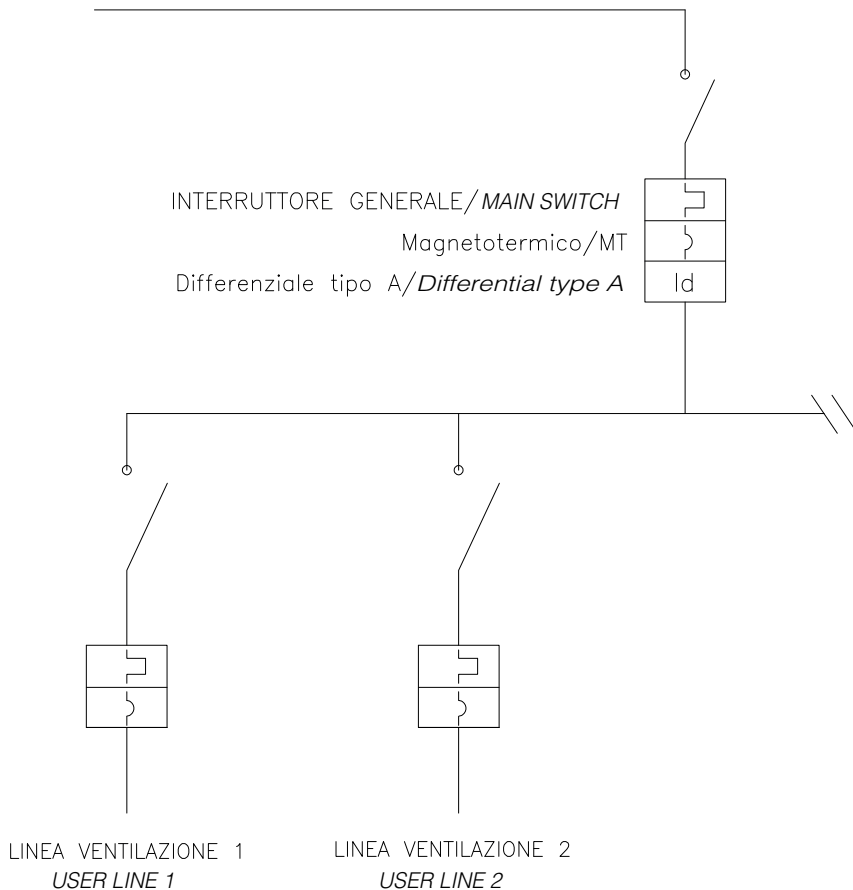 INTERRUTTORE GENERALE/MAIN SWITCH
Magnetotermico/MT
Differenziale tipo A/Differential type A
Id
LINEA VENTILAZIONE 1
USER LINE 1
LINEA VENTILAZIONE 2
USER LINE 2